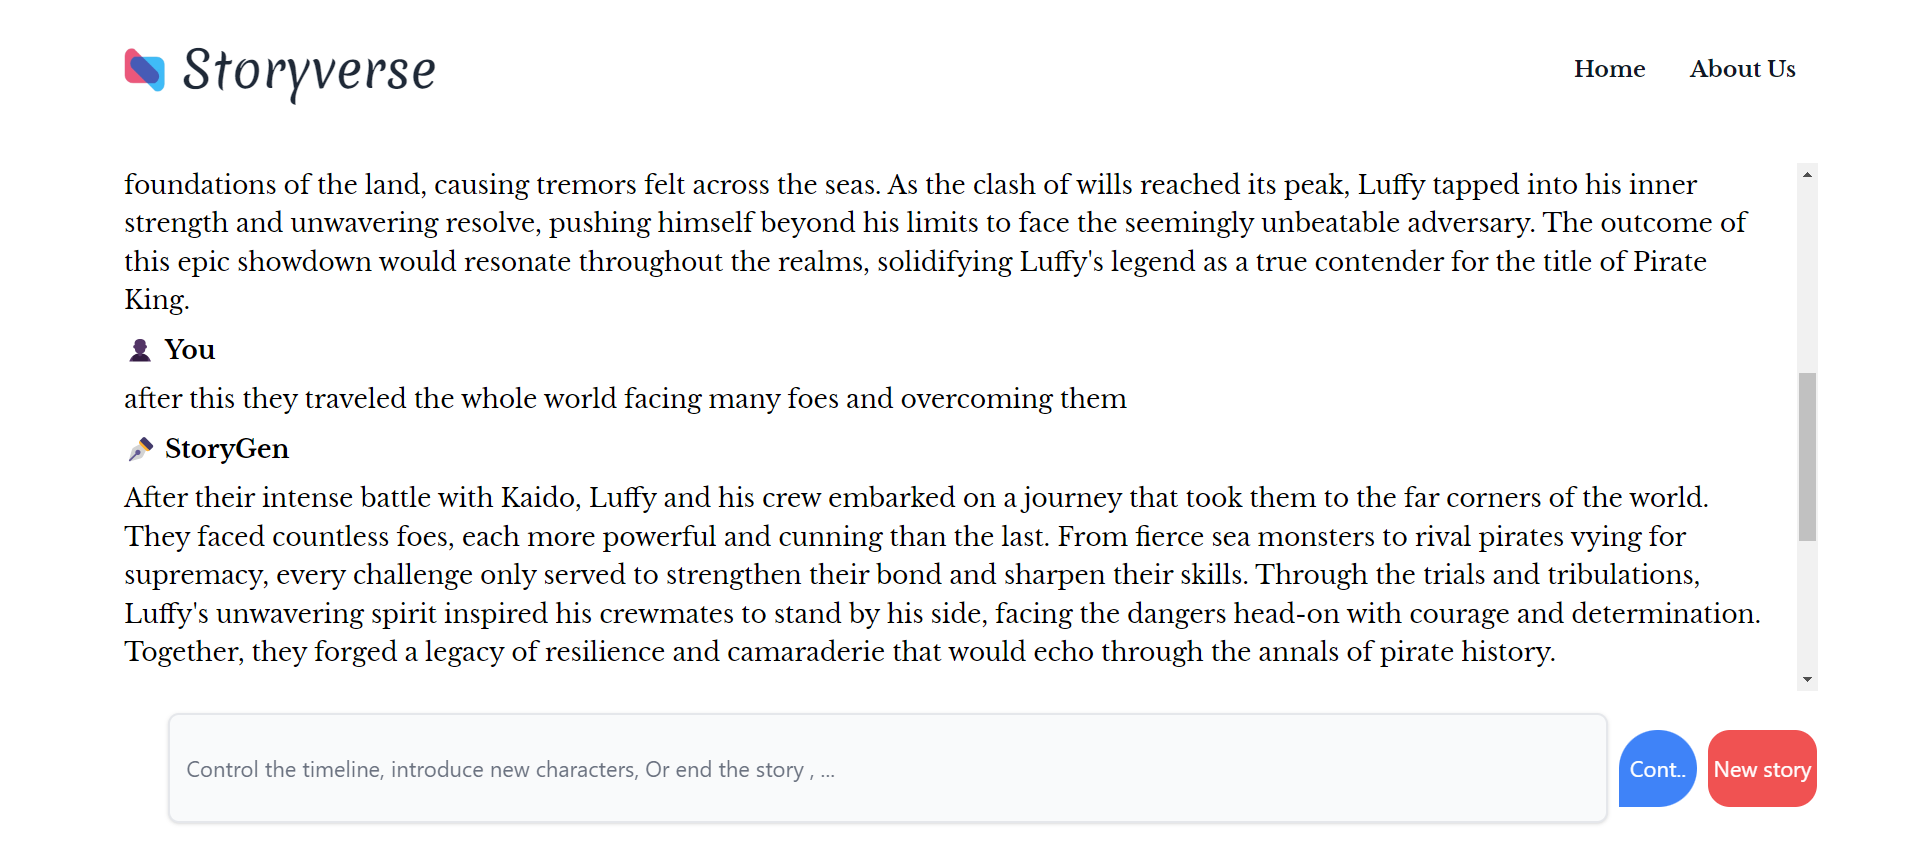 Storyverse
Home
About Us
foundations of the land, causing tremors felt across the seas. As the clash of wills reached its peak, Luffy tapped into his inner
strength and unwavering resolve, pushing himself beyond his limits to face the seemingly unbeatable adversary. The outcome of
this epic showdown would resonate throughout the realms, solidifying Luffy's legend as a true contender for the title of Pirate
King.
You
after this they traveled the whole world facing many foes and overcoming them
StoryGen
After their intense battle with Kaido, Luffy and his crew embarked on a journey that took them to the far corners of the world.
They faced countless foes, each more powerful and cunning than the last. From fierce sea monsters to rival pirates vying for
supremacy, every challenge only served to strengthen their bond and sharpen their skills. Through the trials and tribulations,
Luffy's unwavering spirit inspired his crewmates to stand by his side, facing the dangers head-on with courage and determination.
Together, they forged a legacy of resilience and camaraderie that would echo through the annals of pirate history.
Control the timeline, introduce new characters, Or end the story , ...
Cont..
New story